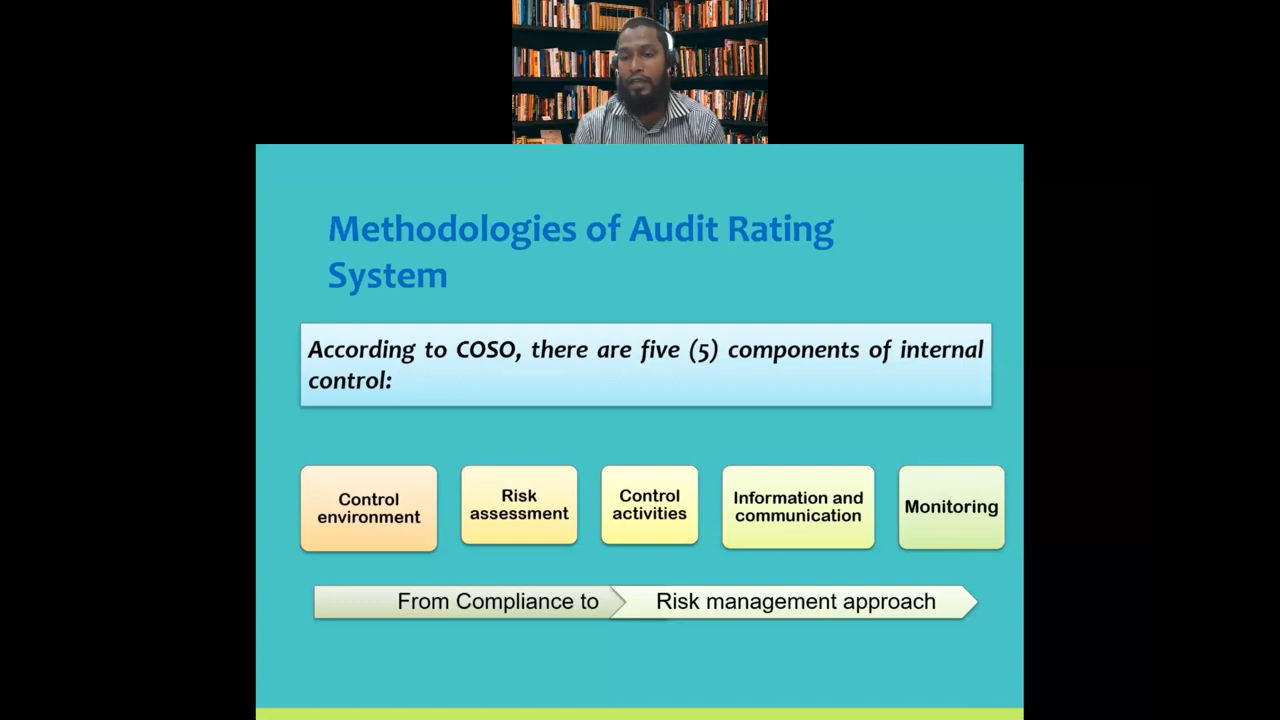 Methodologies of Audit Rating
System
According to COSO, there are five (5) components of internal
control:
Control
environment
Risk
assessment
Control
activities
Information and
communication
Monitoring
From Compliance to
Risk management approach